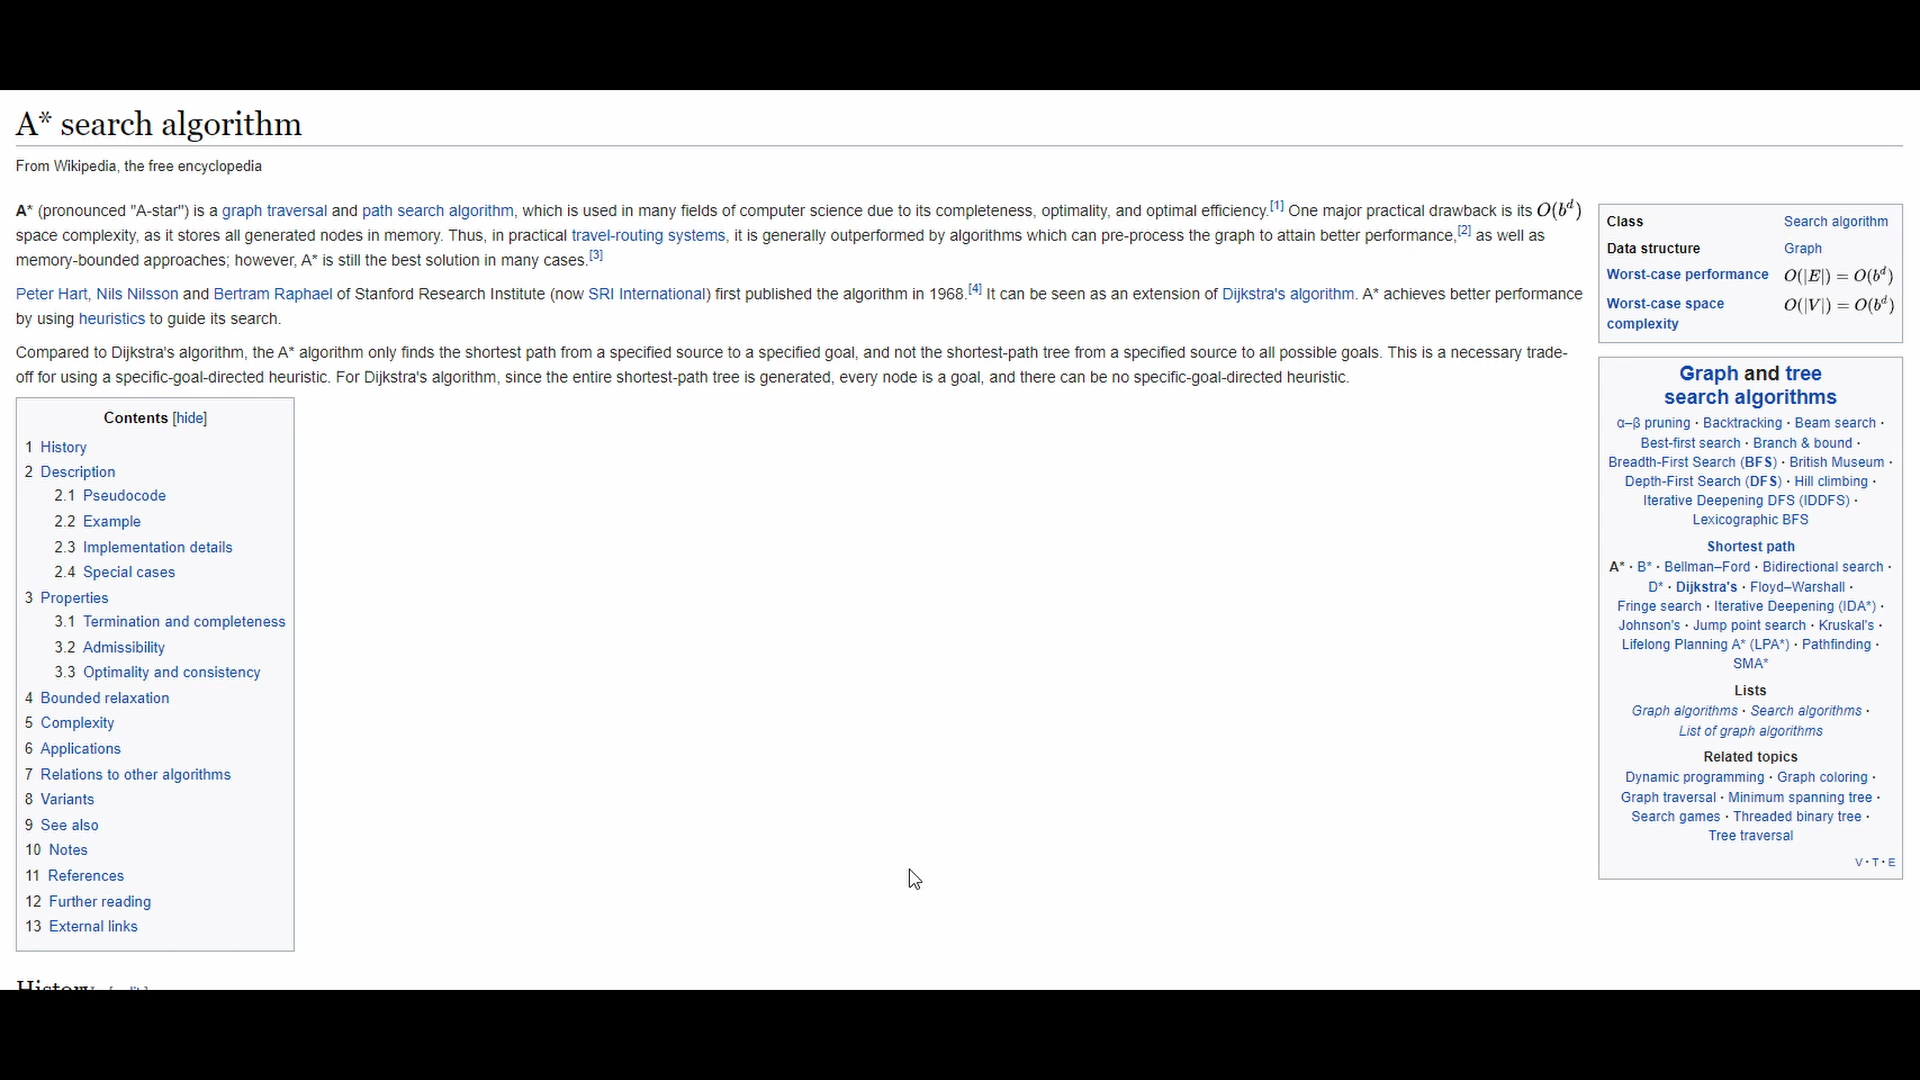 A* search algorithm
From Wikipedia, the free encyclopedia
A* (pronounced "A-star") is a graph traversal and path search algorithm, which is used in many fields of computer science due to its completeness, optimality, and optimal efficiency.[1] One major practical drawback is its O(b^d)
space complexity, as it stores all generated nodes in memory. Thus, in practical travel-routing systems, it is generally outperformed by algorithms which can pre-process the graph to attain better performance,[2] as well as
memory-bounded approaches; however, A* is still the best solution in many cases.[3]
Peter Hart, Nils Nilsson and Bertram Raphael of Stanford Research Institute (now SRI International) first published the algorithm in 1968.[4] It can be seen as an extension of Dijkstra's algorithm. A* achieves better performance
by using heuristics to guide its search.
Compared to Dijkstra's algorithm, the A* algorithm only finds the shortest path from a specified source to a specified goal, and not the shortest-path tree from a specified source to all possible goals. This is a necessary trade-
off for using a specific-goal-directed heuristic. For Dijkstra's algorithm, since the entire shortest-path tree is generated, every node is a goal, and there can be no specific-goal-directed heuristic.
Contents [hide]
1 History
2 Description
2.1 Pseudocode
2.2 Example
2.3 Implementation details
2.4 Special cases
3 Properties
3.1 Termination and completeness
3.2 Admissibility
3.3 Optimality and consistency
4 Bounded relaxation
5 Complexity
6 Applications
7 Relations to other algorithms
8 Variants
9 See also
10 Notes
11 References
12 Further reading
13 External links
History
Class Search algorithm
Data structure Graph
Worst-case performance O(|E|) = O(b^d)
Worst-case space O(|V|) = O(b^d)
complexity
Graph and tree
search algorithms
α–β pruning · Backtracking · Beam search ·
Best-first search · Branch & bound ·
Breadth-First Search (BFS) · British Museum ·
Depth-First Search (DFS) · Hill climbing ·
Iterative Deepening DFS (IDDFS) ·
Lexicographic BFS
Shortest path
A* · B* · Bellman–Ford · Bidirectional search ·
D* · Dijkstra's · Floyd–Warshall ·
Fringe search · Iterative Deepening (IDA*) ·
Johnson's · Jump point search · Kruskal's ·
Lifelong Planning A* (LPA*) · Pathfinding ·
SMA*
Lists
Graph algorithms · Search algorithms ·
List of graph algorithms
Related topics
Dynamic programming · Graph coloring ·
Graph traversal · Minimum spanning tree ·
Search games · Threaded binary tree ·
Tree traversal
V · T · E